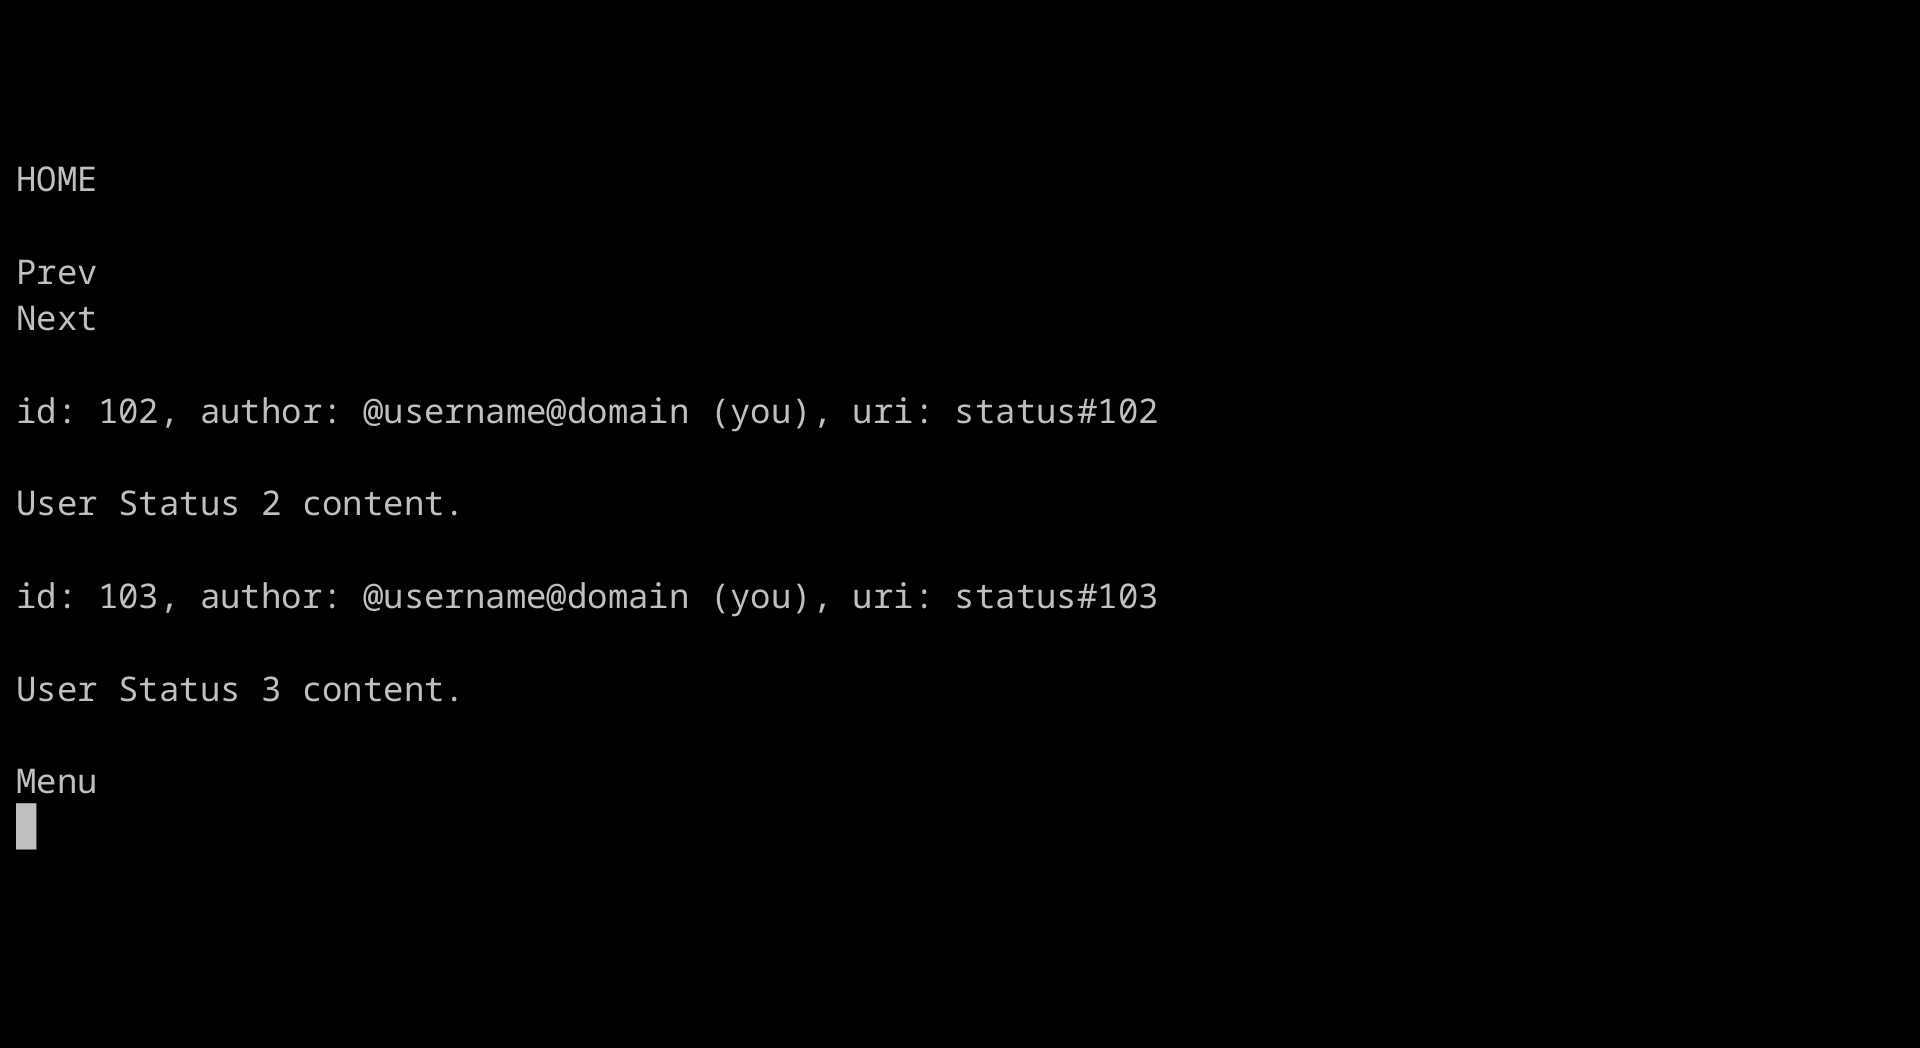 HOME
Prev
Next
id: 102, author: @username@domain (you), uri: status#102
User Status 2 content.
id: 103, author: @username@domain (you), uri: status#103
User Status 3 content.
Menu